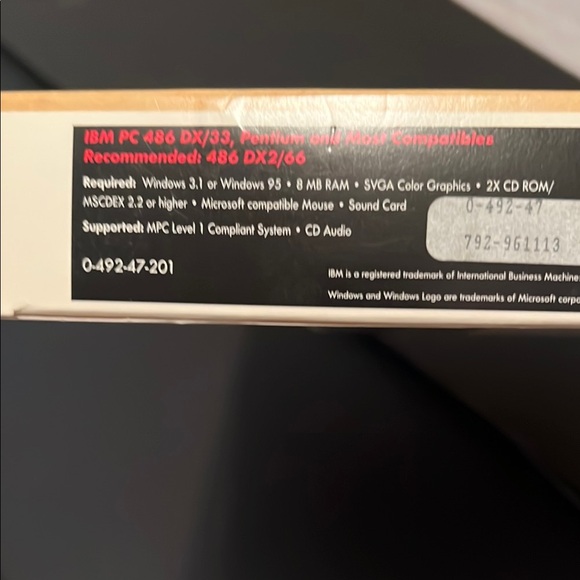 IBM PC 486 DX/33, Pentium and Most Compatibles
Recommended: 486 DX2/66
Required: Windows 3.1 or Windows 95 • 8 MB RAM • SVGA Color Graphics • 2X CD ROM/
MSCDEX 2.2 or higher • Microsoft compatible Mouse • Sound Card
0-492-47
Supported: MPC Level 1 Compliant System • CD Audio
792-961113
0-492-47-201
IBM is a registered trademark of International Business Machine
Windows and Windows Logo are trademarks of Microsoft corpo